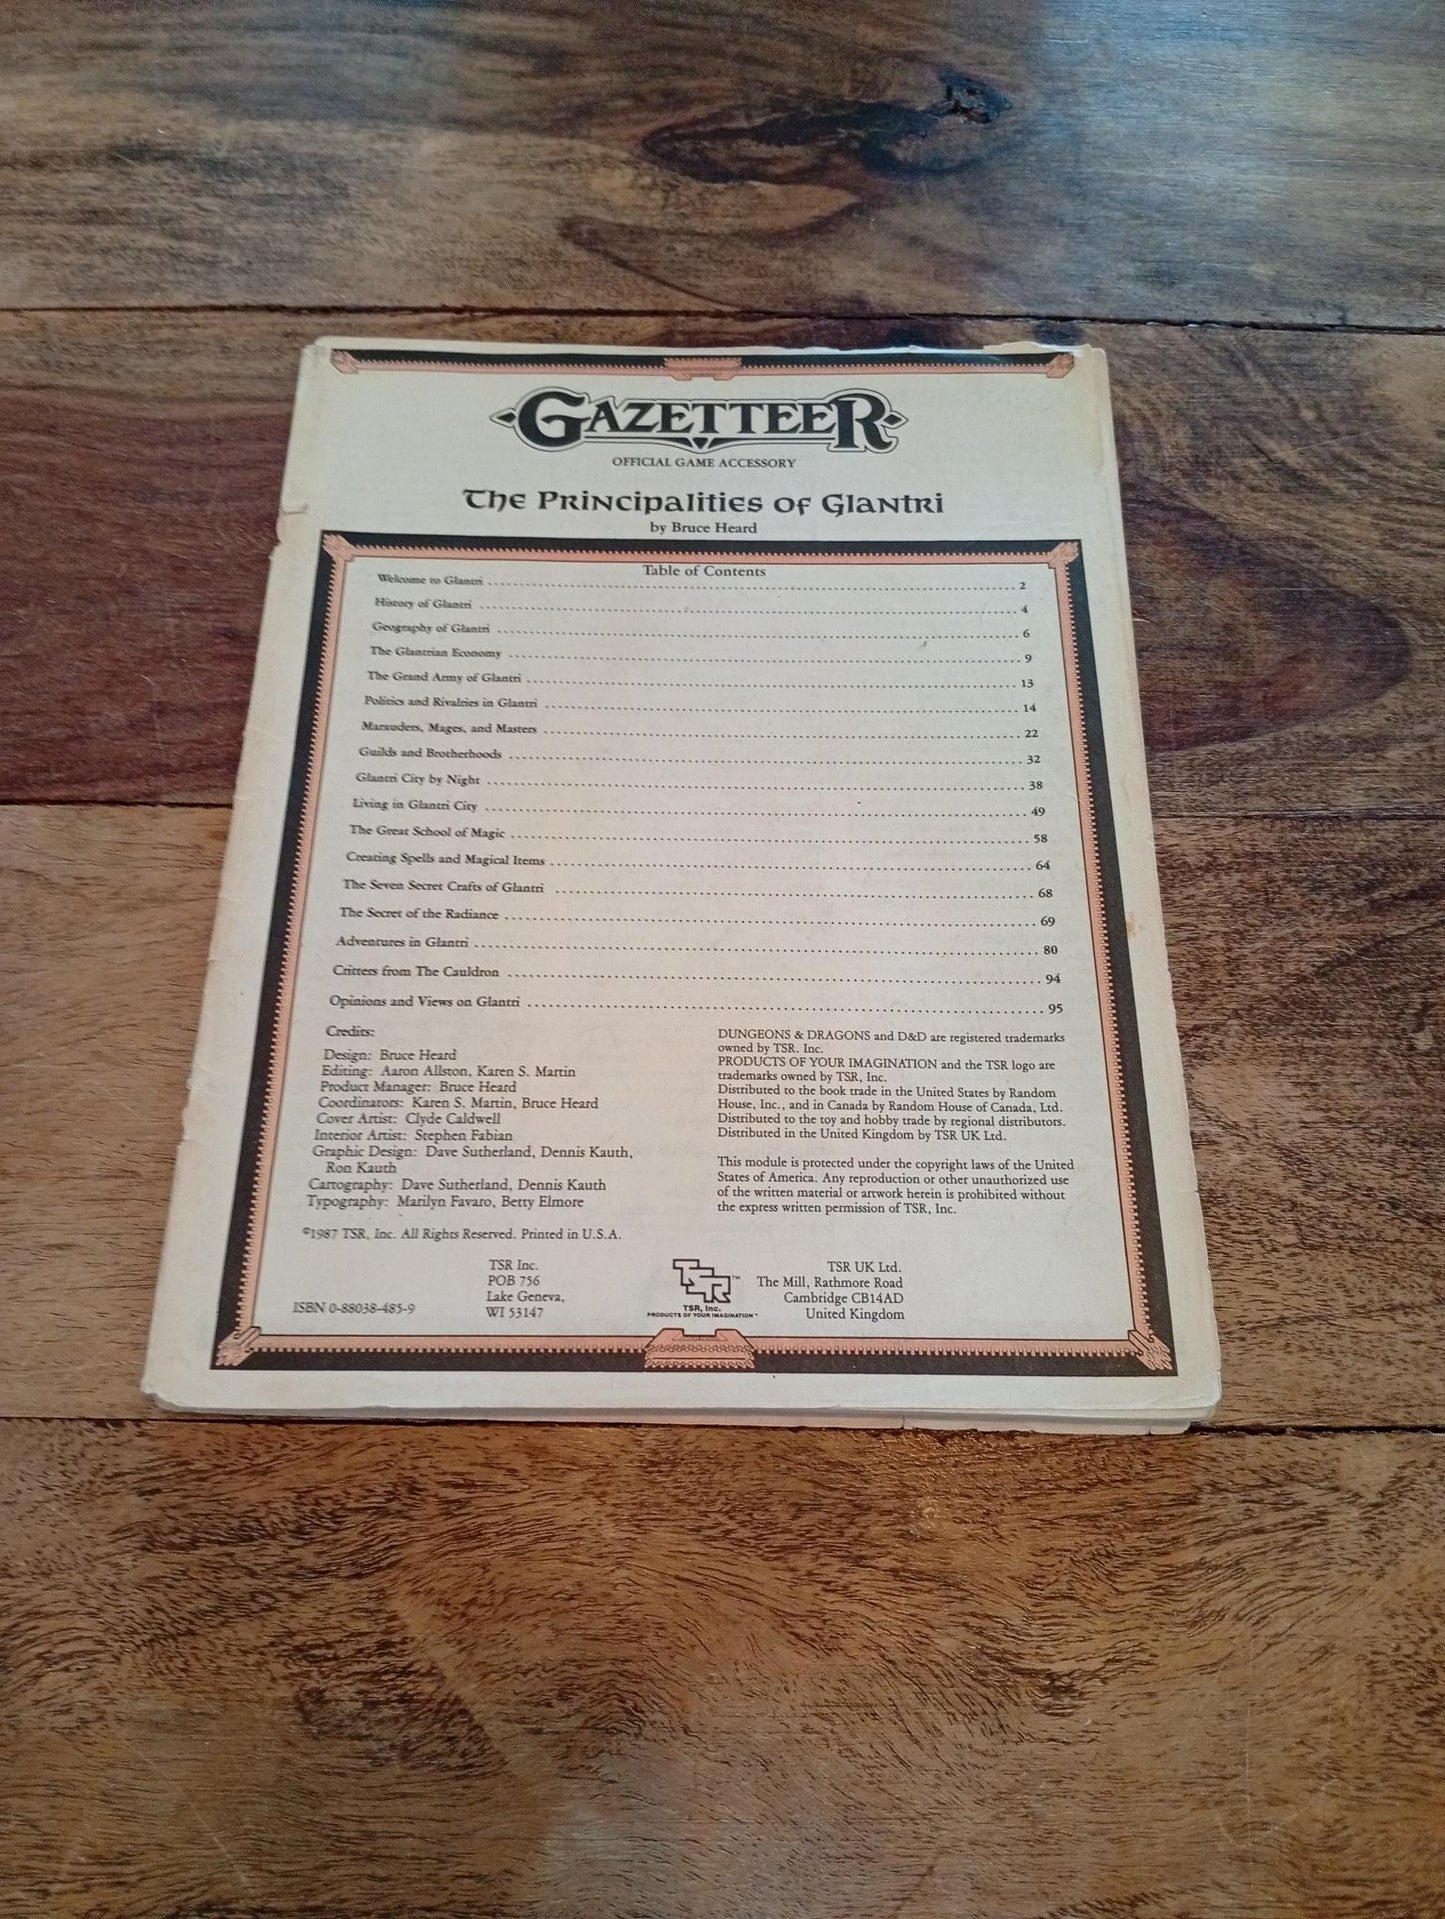 GAZETTEER
OFFICIAL GAME ACCESSORY
The Principalities of Glantri
by Bruce Heard
Table of Contents
Welcome to Glantri ........ 2
History of Glantri ........ 4
Geography of Glantri ........ 6
The Glantrian Economy ........ 9
The Grand Army of Glantri ........ 13
Politics and Rivalries in Glantri ........ 14
Marauders, Mages, and Masters ........ 22
Guilds and Brotherhoods ........ 32
Glantri City by Night ........ 38
Living in Glantri City ........ 49
The Great School of Magic ........ 58
Creating Spells and Magical Items ........ 64
The Seven Secret Crafts of Glantri ........ 68
The Secret of the Radiance ........ 69
Adventures in Glantri ........ 80
Critters from The Cauldron ........ 94
Opinions and Views on Glantri ........ 95
Credits:
Design: Bruce Heard
Editing: Aaron Allston, Karen S. Martin
Product Manager: Bruce Heard
Coordinators: Karen S. Martin, Bruce Heard
Cover Artist: Clyde Caldwell
Interior Artist: Stephen Fabian
Graphic Design: Dave Sutherland, Dennis Kauth,
Ron Kauth
Cartography: Dave Sutherland, Dennis Kauth
Typography: Marilyn Favaro, Betty Elmore
©1987 TSR, Inc. All Rights Reserved. Printed in U.S.A.
DUNGEONS & DRAGONS and D&D are registered trademarks
owned by TSR. Inc.
PRODUCTS OF YOUR IMAGINATION and the TSR logo are
trademarks owned by TSR, Inc.
Distributed to the book trade in the United States by Random
House, Inc., and in Canada by Random House of Canada, Ltd.
Distributed to the toy and hobby trade by regional distributors.
Distributed in the United Kingdom by TSR UK Ltd.
This module is protected under the copyright laws of the United
States of America. Any reproduction or other unauthorized use
of the written material or artwork herein is prohibited without
the express written permission of TSR, Inc.
ISBN 0-88038-485-9
TSR Inc.
POB 756
Lake Geneva,
WI 53147
TSR™
TSR, Inc.
PRODUCTS OF YOUR IMAGINATION™
TSR UK Ltd.
The Mill, Rathmore Road
Cambridge CB14AD
United Kingdom